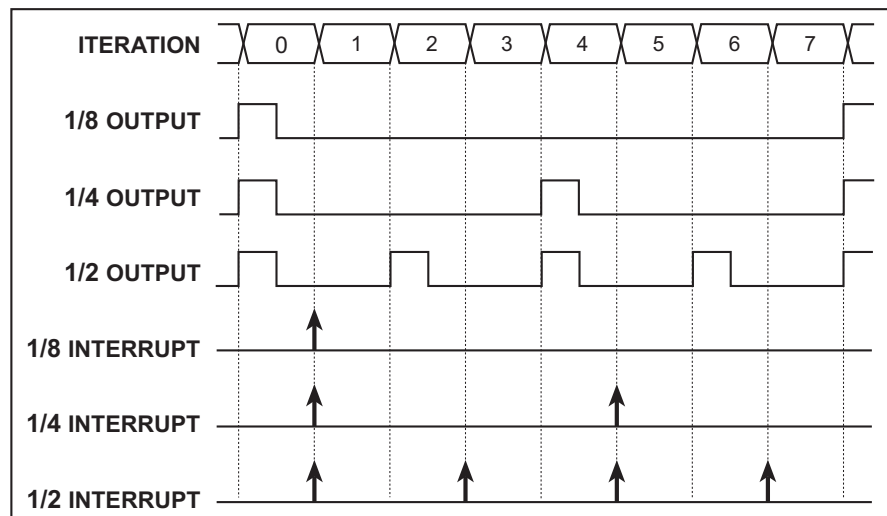 ITERATION 0 1 2 3 4 5 6 7
1/8 OUTPUT
1/4 OUTPUT
1/2 OUTPUT
1/8 INTERRUPT
1/4 INTERRUPT
1/2 INTERRUPT